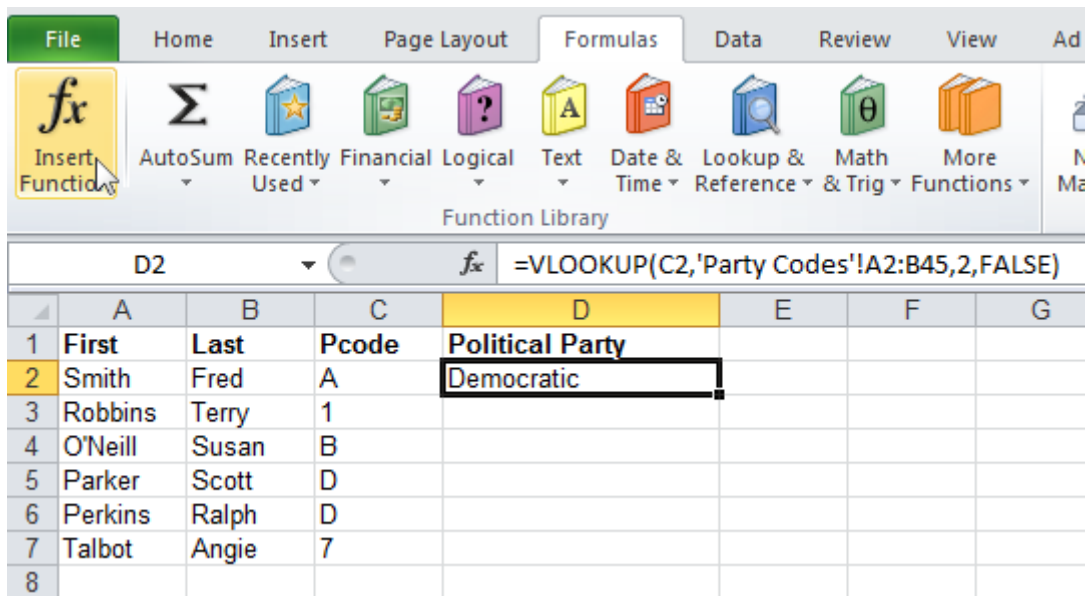 File Home Insert Page Layout Formulas Data Review View Ad
fx Σ ? A θ
Insert Function AutoSum Recently Used Financial Logical Text Date & Time Lookup & Reference Math & Trig More Functions
Function Library
D2 fx =VLOOKUP(C2,'Party Codes'!A2:B45,2,FALSE)
A B C D E F G
1 First Last Pcode Political Party
2 Smith Fred A Democratic
3 Robbins Terry 1
4 O'Neill Susan B
5 Parker Scott D
6 Perkins Ralph D
7 Talbot Angie 7
8